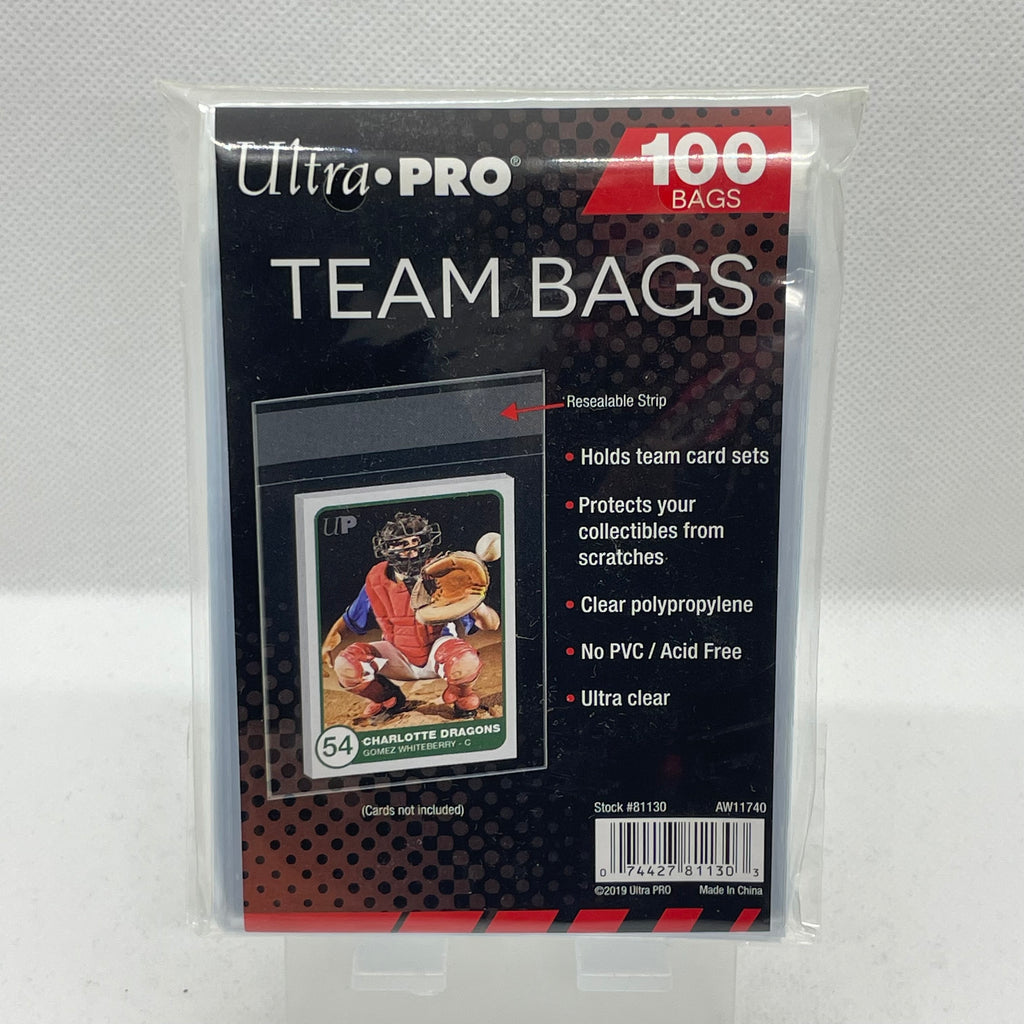 Ultra•PRO®
100
BAGS
TEAM BAGS
Resealable Strip
• Holds team card sets
• Protects your
collectibles from
scratches
• Clear polypropylene
• No PVC / Acid Free
• Ultra clear
UP
54
CHARLOTTE DRAGONS
GOMEZ WHITEBERRY - C
(Cards not included)
Stock #81130 AW11740
0 74427 81130 3
©2019 Ultra PRO Made In China